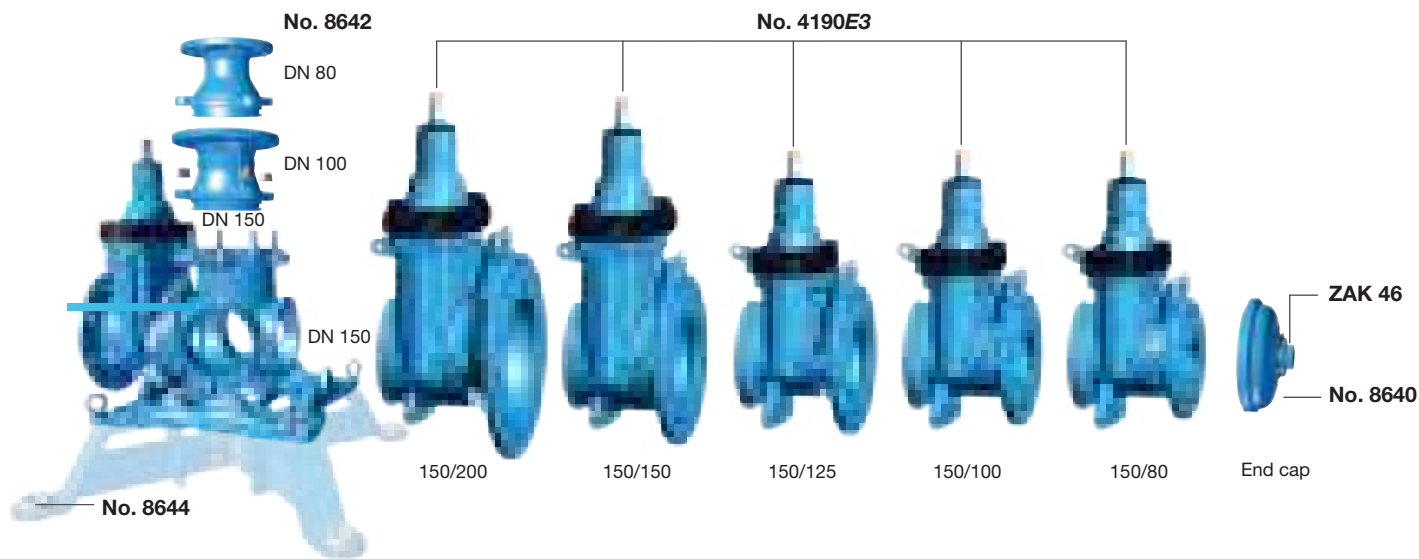 No. 8642
No. 4190E3
DN 80
DN 100
DN 150
DN 150
ZAK 46
No. 8640
150/200
150/150
150/125
150/100
150/80
End cap
No. 8644